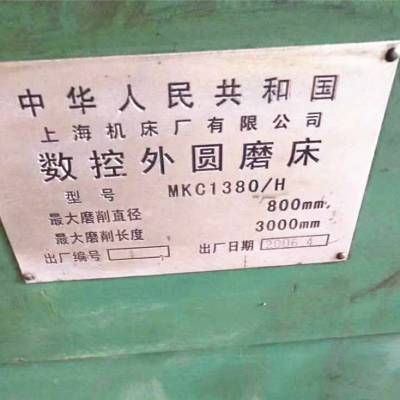 中华人民共和国
上海机床厂有限公司
数控外圆磨床
型号 MKC1380/H
最大磨削直径 800mm
最大磨削长度 3000mm
出厂编号 出厂日期 2006.4